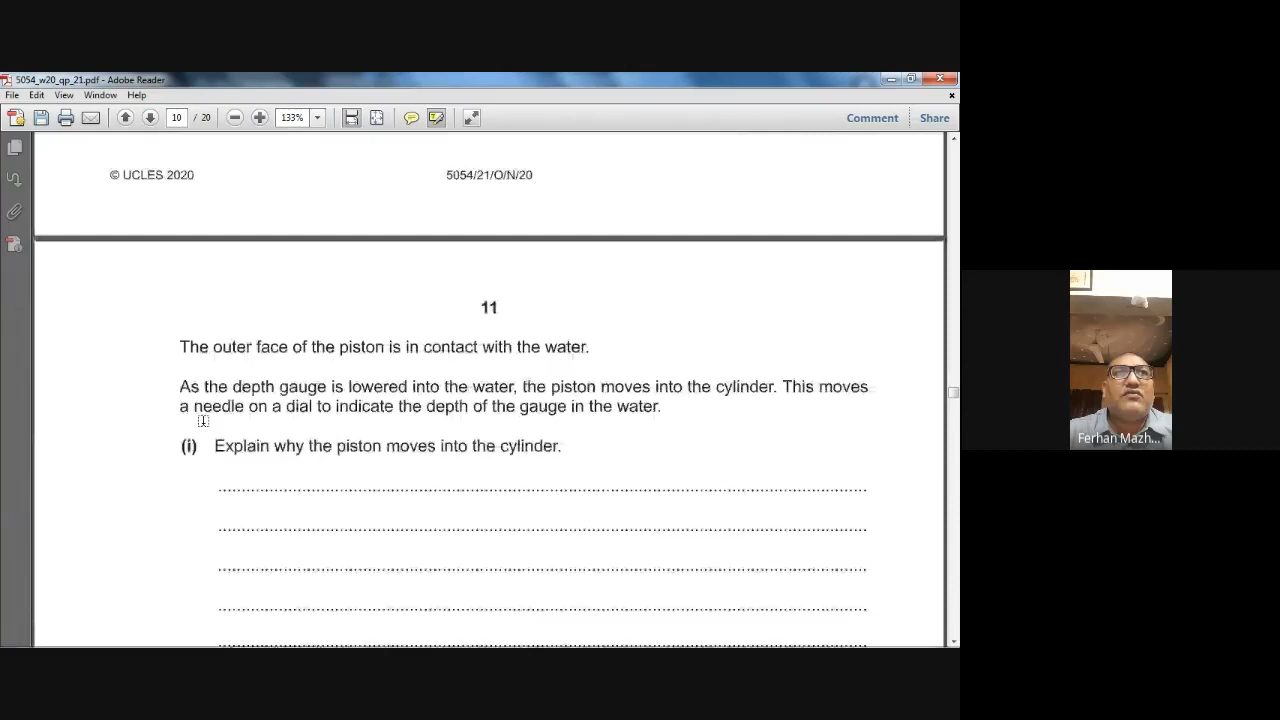 5054_w20_qp_21.pdf - Adobe Reader
File Edit View Window Help
10 / 20 133% Comment Share
© UCLES 2020 5054/21/O/N/20
11
The outer face of the piston is in contact with the water.
As the depth gauge is lowered into the water, the piston moves into the cylinder. This moves
a needle on a dial to indicate the depth of the gauge in the water.
(i) Explain why the piston moves into the cylinder.
Ferhan Mazh...